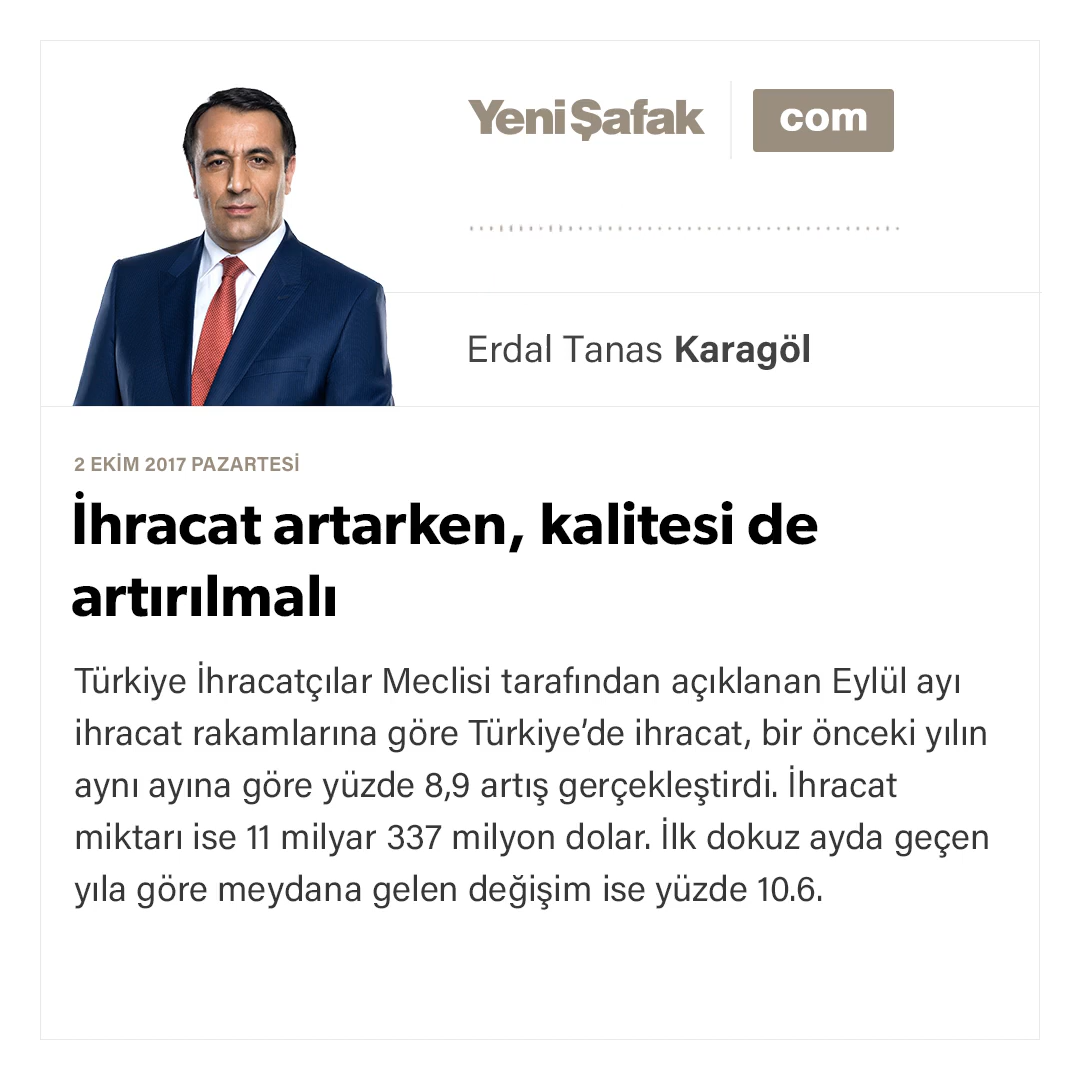 Yeni Şafak com
Erdal Tanas Karagöl
2 EKİM 2017 PAZARTESİ
İhracat artarken, kalitesi de
artırılmalı
Türkiye İhracatçılar Meclisi tarafından açıklanan Eylül ayı
ihracat rakamlarına göre Türkiye’de ihracat, bir önceki yılın
aynı ayına göre yüzde 8,9 artış gerçekleştirdi. İhracat
miktarı ise 11 milyar 337 milyon dolar. İlk dokuz ayda geçen
yıla göre meydana gelen değişim ise yüzde 10.6.